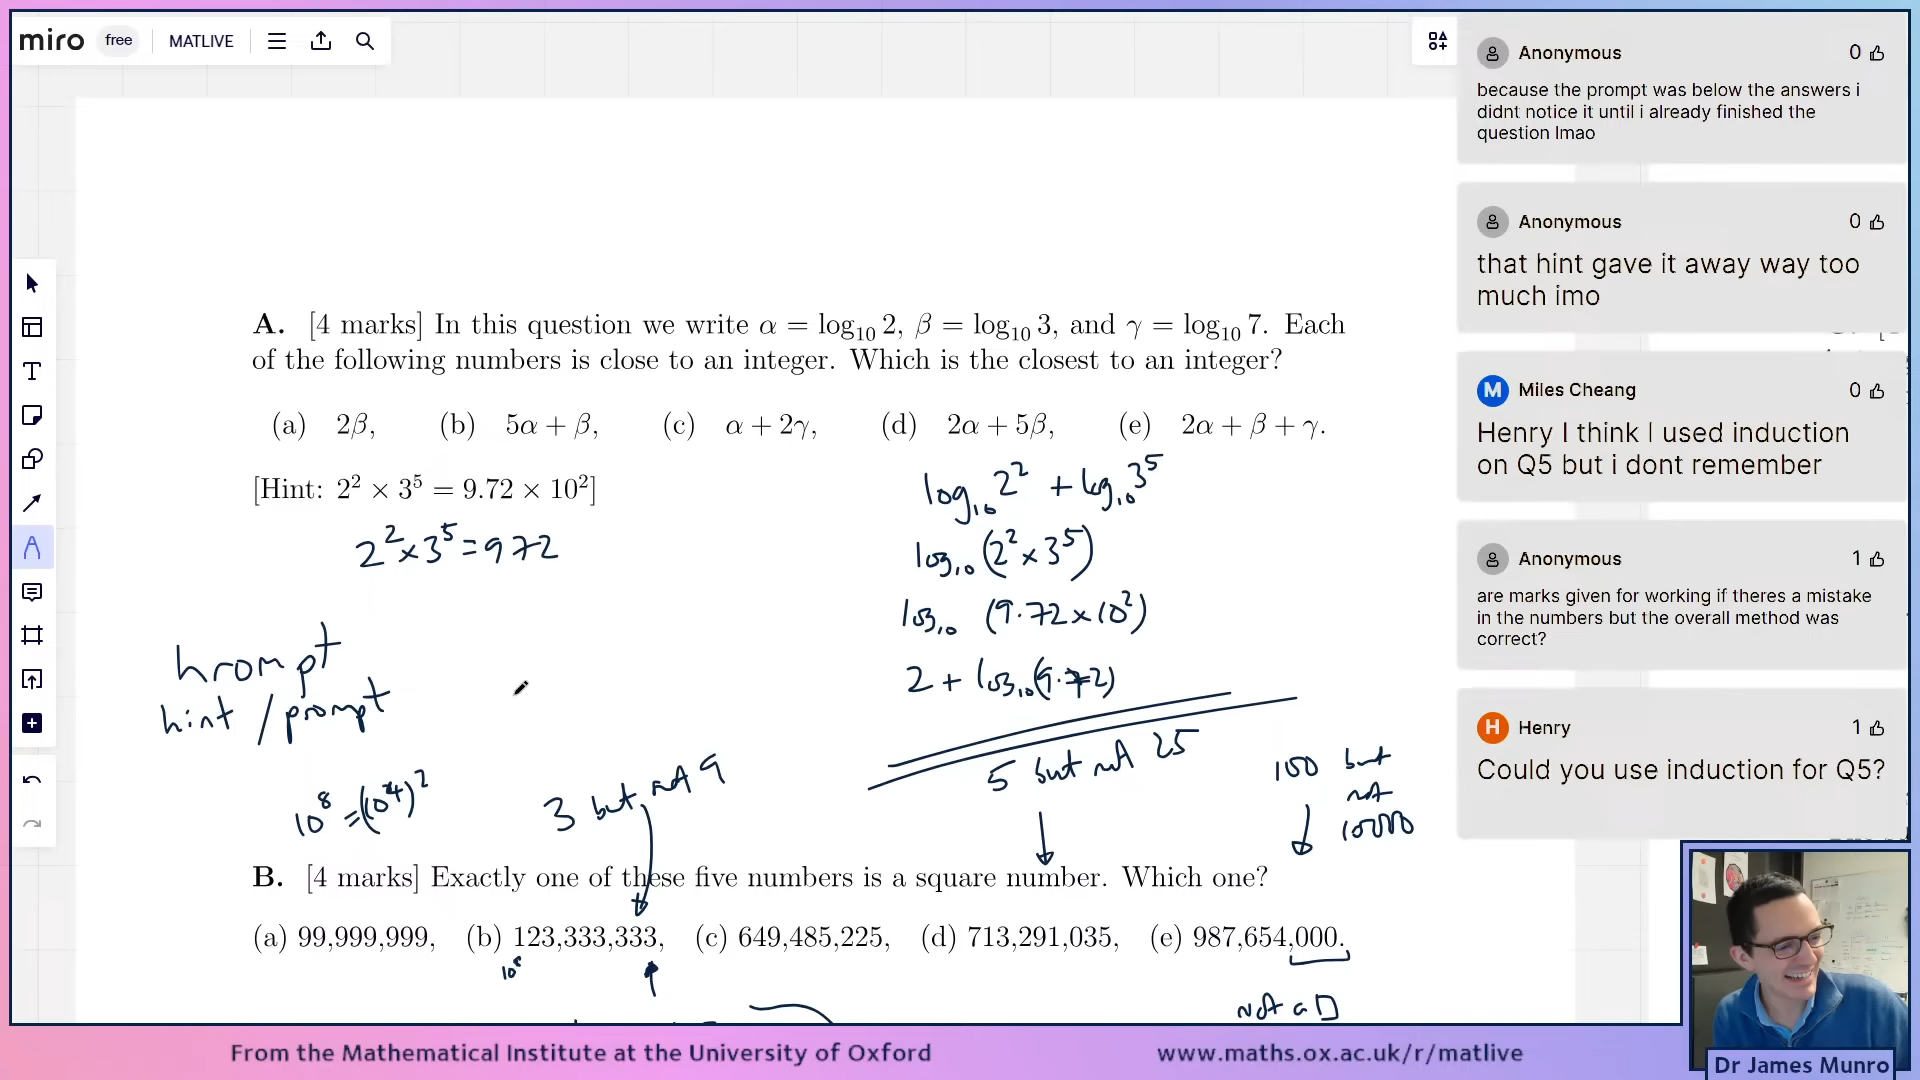 miro free MATLIVE
A. [4 marks] In this question we write α = log₁₀ 2, β = log₁₀ 3, and γ = log₁₀ 7. Each
of the following numbers is close to an integer. Which is the closest to an integer?
(a) 2β, (b) 5α + β, (c) α + 2γ, (d) 2α + 5β, (e) 2α + β + γ.
[Hint: 2² × 3⁵ = 9.72 × 10²]
2² × 3⁵ = 972
log₁₀ 2² + log₁₀ 3⁵
log₁₀ (2² × 3⁵)
log₁₀ (9.72 × 10²)
2 + log₁₀ (9.72)
hrompt
hint / prompt
10⁸ = (10⁴)²
3 but not 9
5 but not 25
100 but
not
10000
B. [4 marks] Exactly one of these five numbers is a square number. Which one?
(a) 99,999,999, (b) 123,333,333, (c) 649,485,225, (d) 713,291,035, (e) 987,654,000.
10⁸
not a □
Anonymous 0
because the prompt was below the answers i
didnt notice it until i already finished the
question lmao
Anonymous 0
that hint gave it away way too
much imo
M Miles Cheang 0
Henry I think I used induction
on Q5 but i dont remember
Anonymous 1
are marks given for working if theres a mistake
in the numbers but the overall method was
correct?
H Henry 1
Could you use induction for Q5?
From the Mathematical Institute at the University of Oxford
www.maths.ox.ac.uk/r/matlive
Dr James Munro